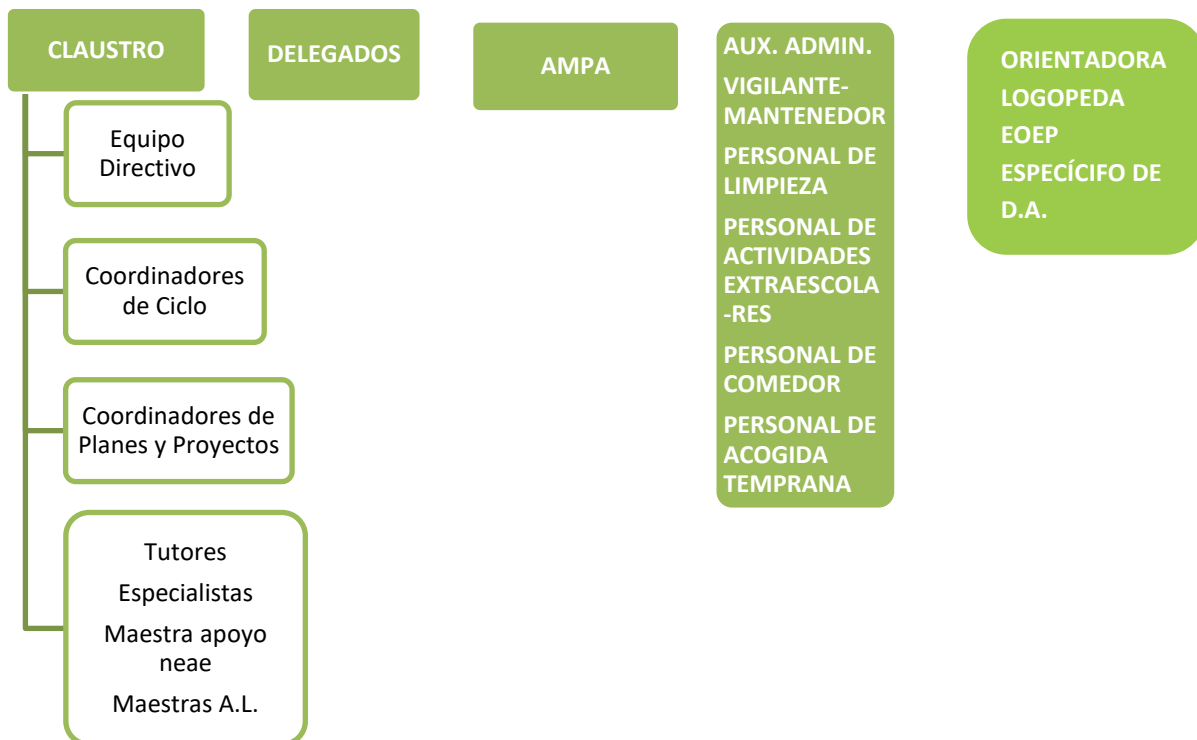 CLAUSTRO
Equipo
Directivo
Coordinadores
de Ciclo
Coordinadores de
Planes y Proyectos
Tutores
Especialistas
Maestra apoyo
neae
Maestras A.L.
DELEGADOS
AMPA
AUX. ADMIN.
VIGILANTE-
MANTENEDOR
PERSONAL DE
LIMPIEZA
PERSONAL DE
ACTIVIDADES
EXTRAESCOLA
-RES
PERSONAL DE
COMEDOR
PERSONAL DE
ACOGIDA
TEMPRANA
ORIENTADORA
LOGOPEDA
EOEP
ESPECÍCIFO DE
D.A.